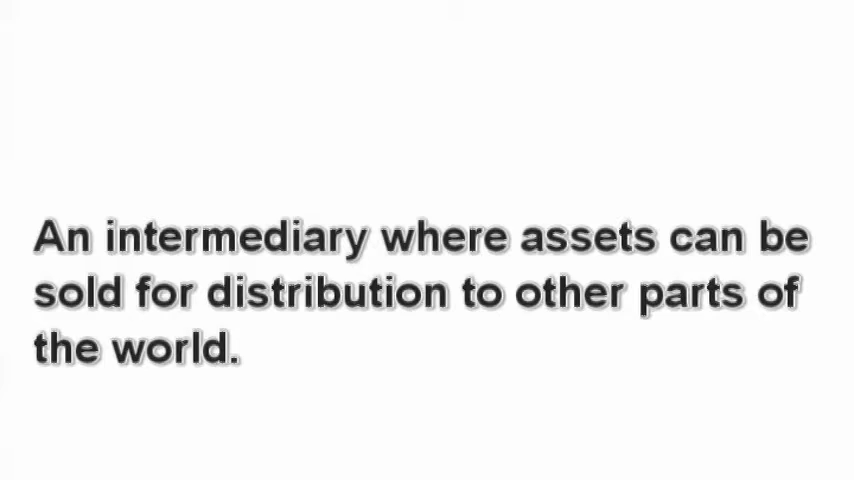 An intermediary where assets can be
sold for distribution to other parts of
the world.